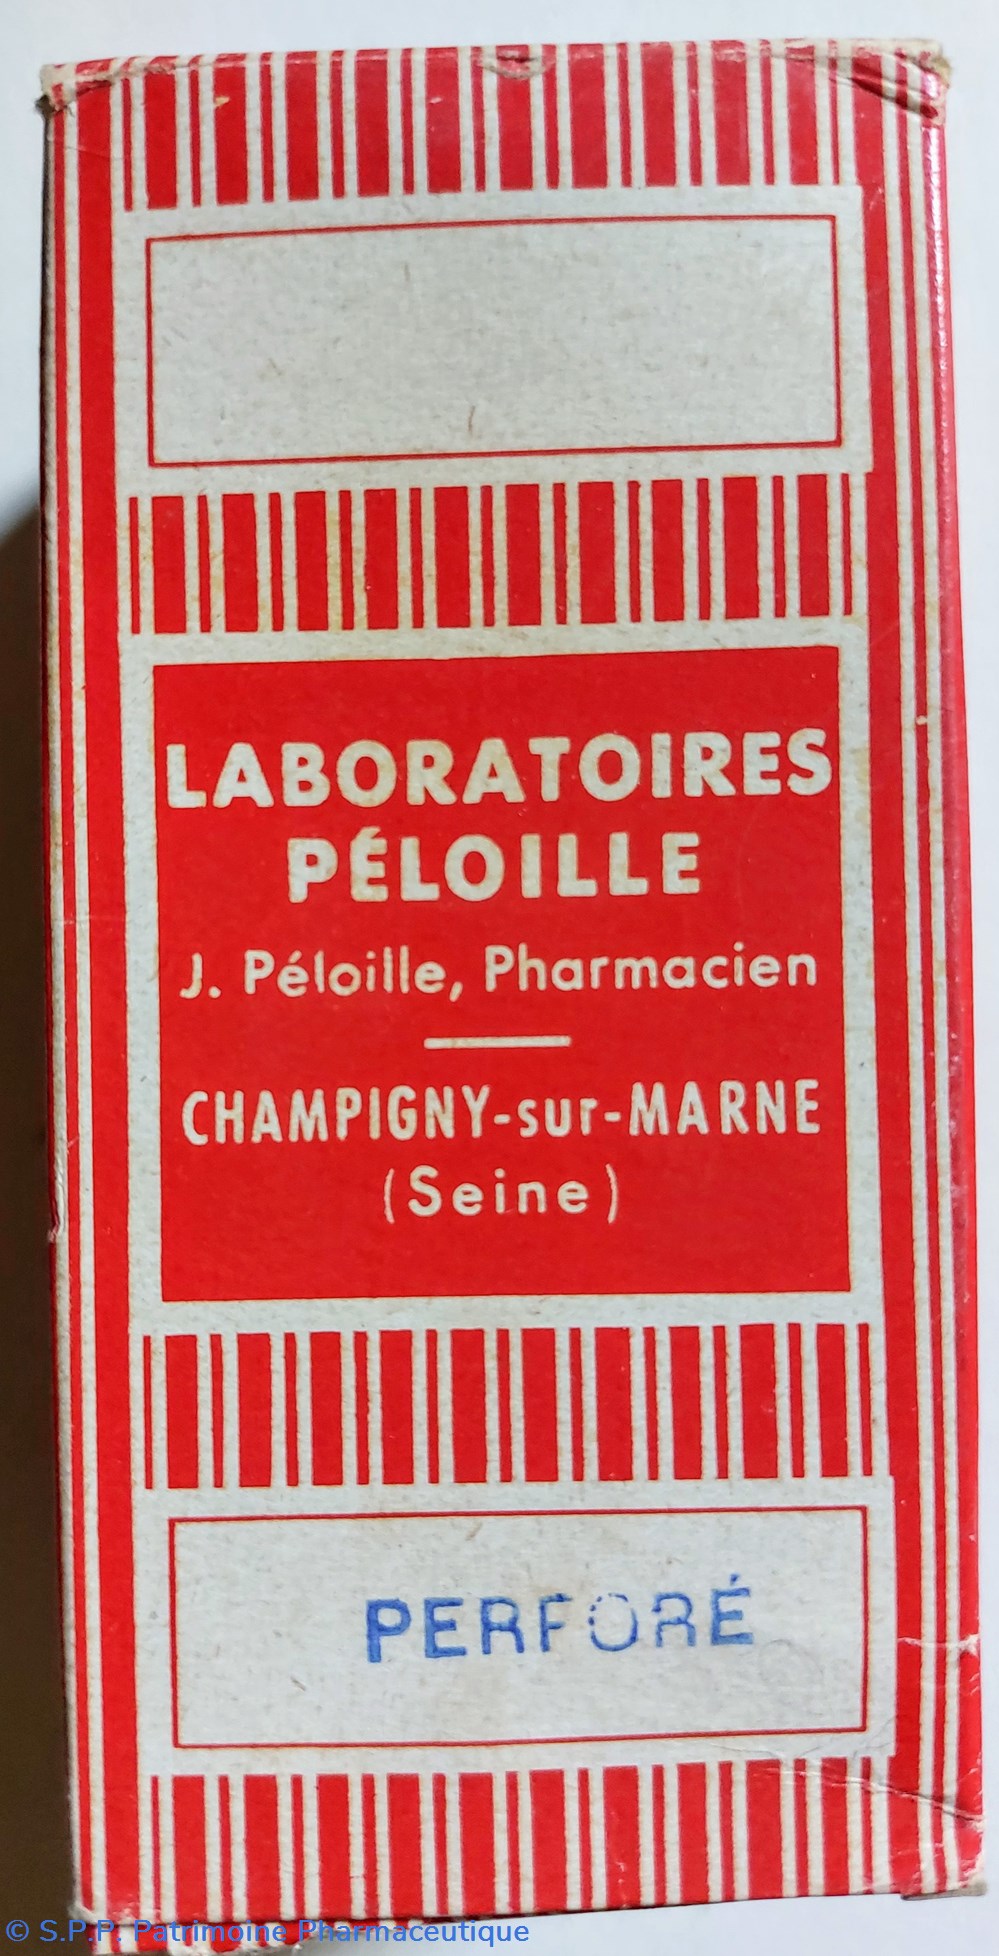 LABORATOIRES
PÉLOILLE
J. Péloille, Pharmacien
CHAMPIGNY-sur-MARNE
(Seine)
PERFORÉ
© S.P.P. Patrimoine Pharmaceutique